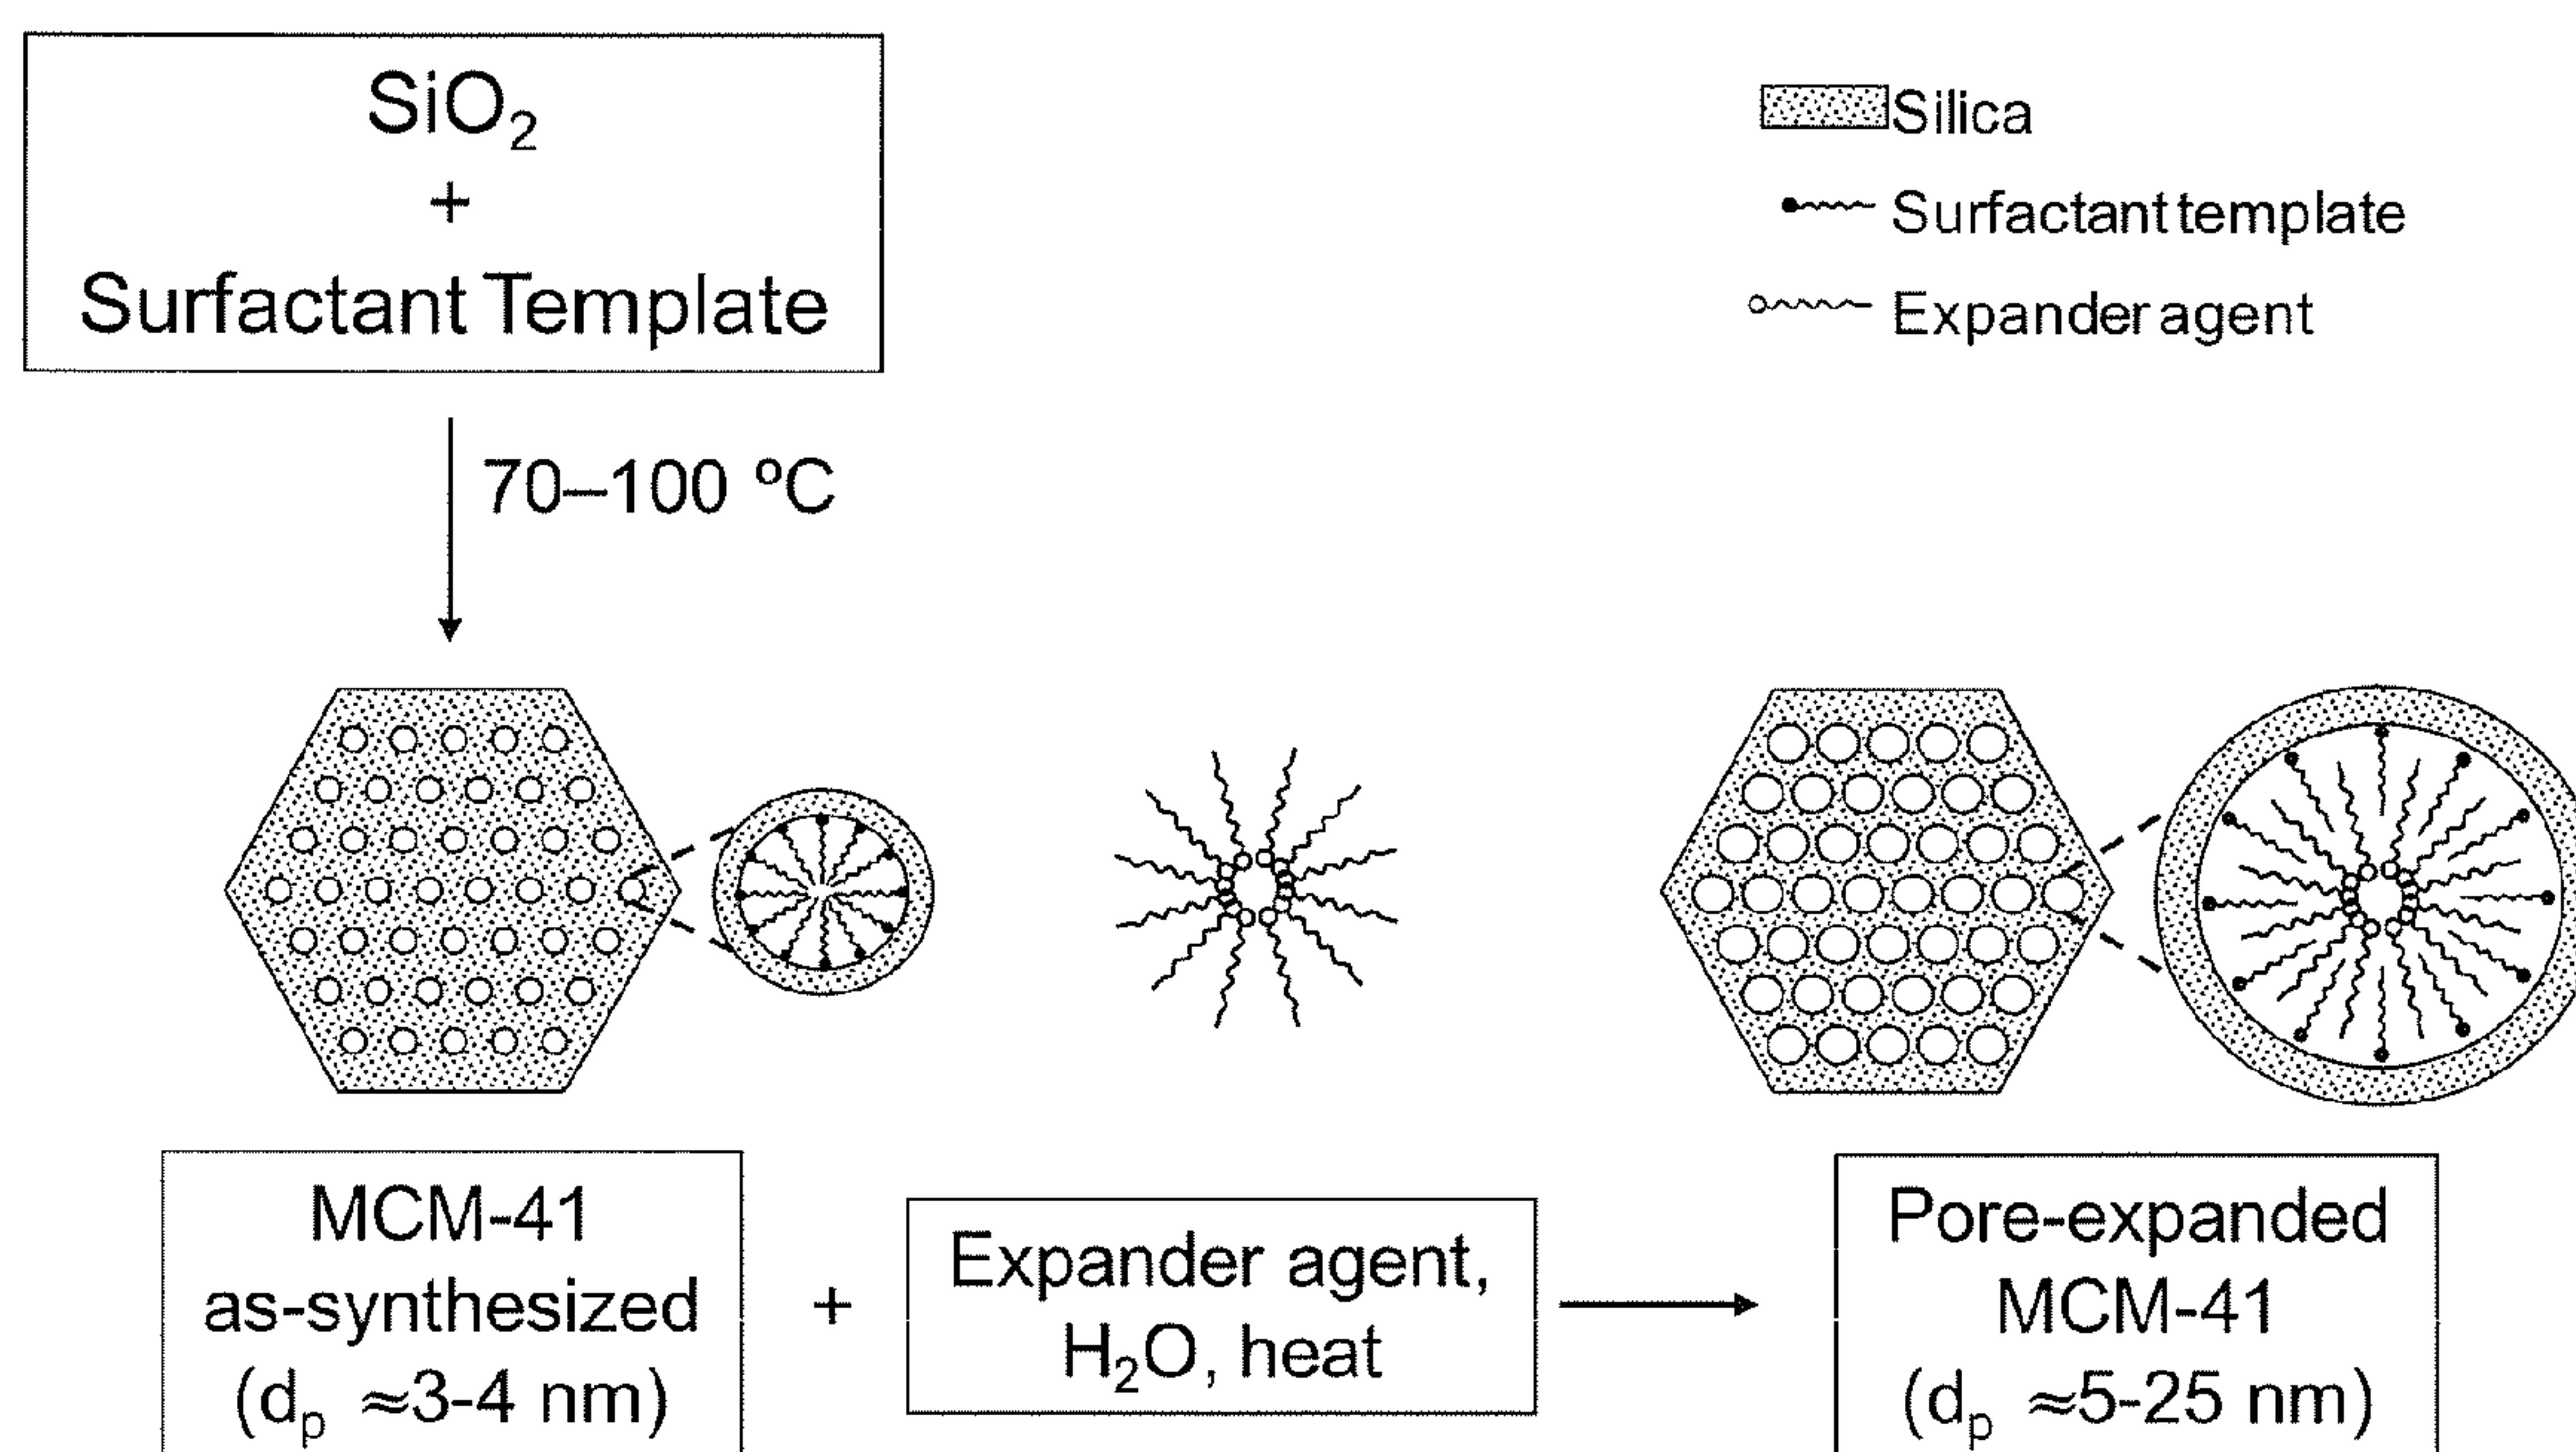 SiO₂
+
Surfactant Template
70–100 ºC
Silica
Surfactant template
Expander agent
MCM-41
as-synthesized
(dₚ ≈3-4 nm)
+
Expander agent,
H₂O, heat
Pore-expanded
MCM-41
(dₚ ≈5-25 nm)